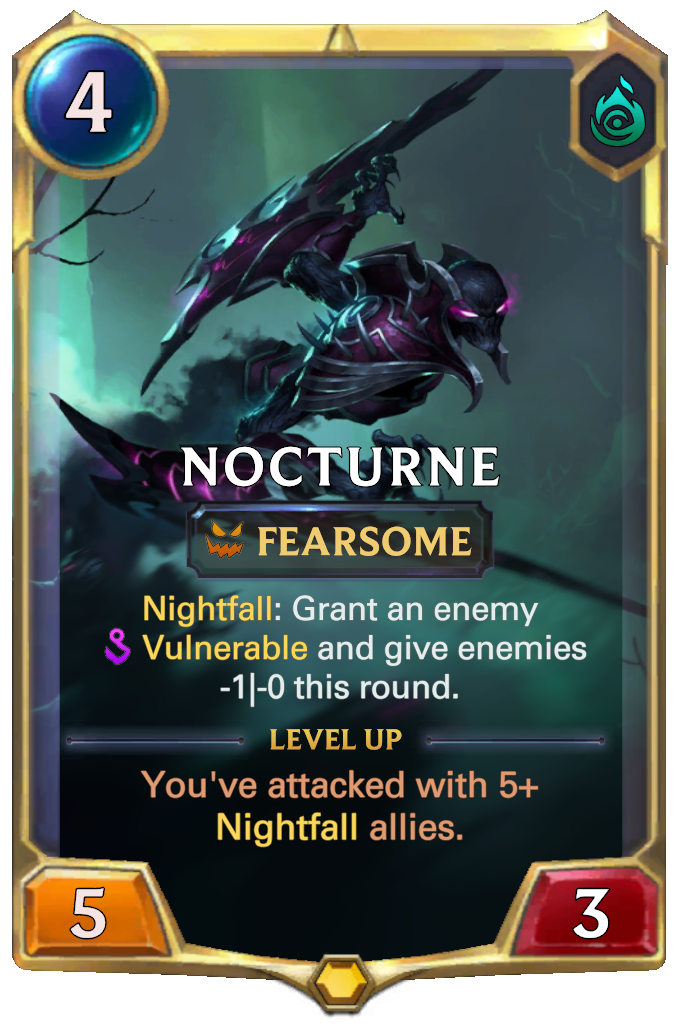 4
NOCTURNE
FEARSOME
Nightfall: Grant an enemy
Vulnerable and give enemies
-1|-0 this round.
LEVEL UP
You've attacked with 5+
Nightfall allies.
5
3